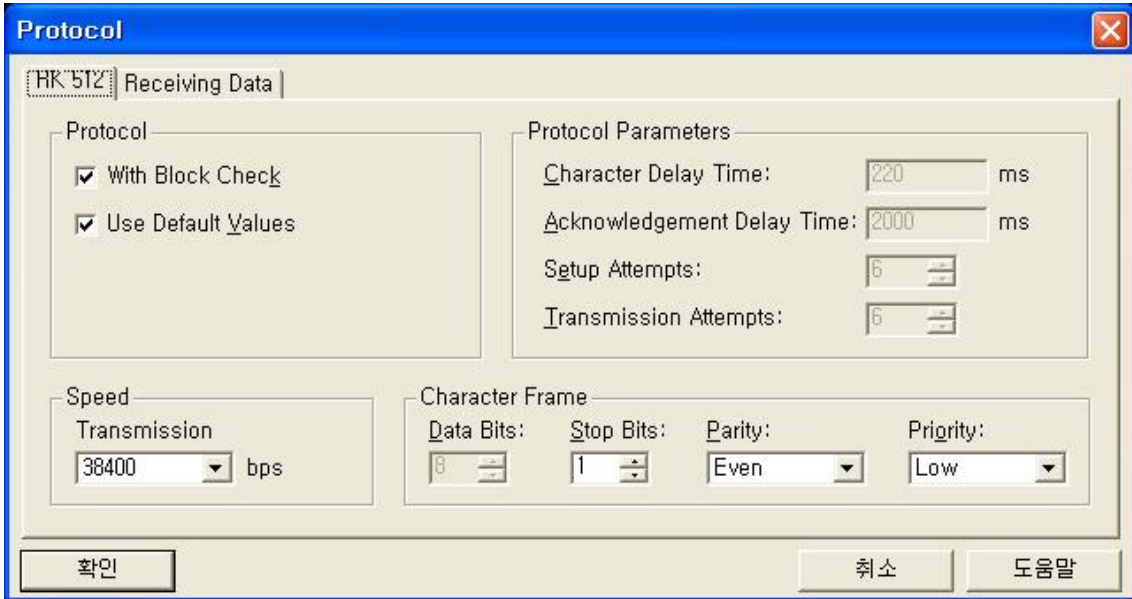 Protocol
RK 512 Receiving Data
Protocol
With Block Check
Use Default Values
Protocol Parameters
Character Delay Time: 220 ms
Acknowledgement Delay Time: 2000 ms
Setup Attempts: 6
Transmission Attempts: 6
Speed
Transmission
38400 bps
Character Frame
Data Bits: Stop Bits: Parity: Priority:
8 1 Even Low
확인 취소 도움말